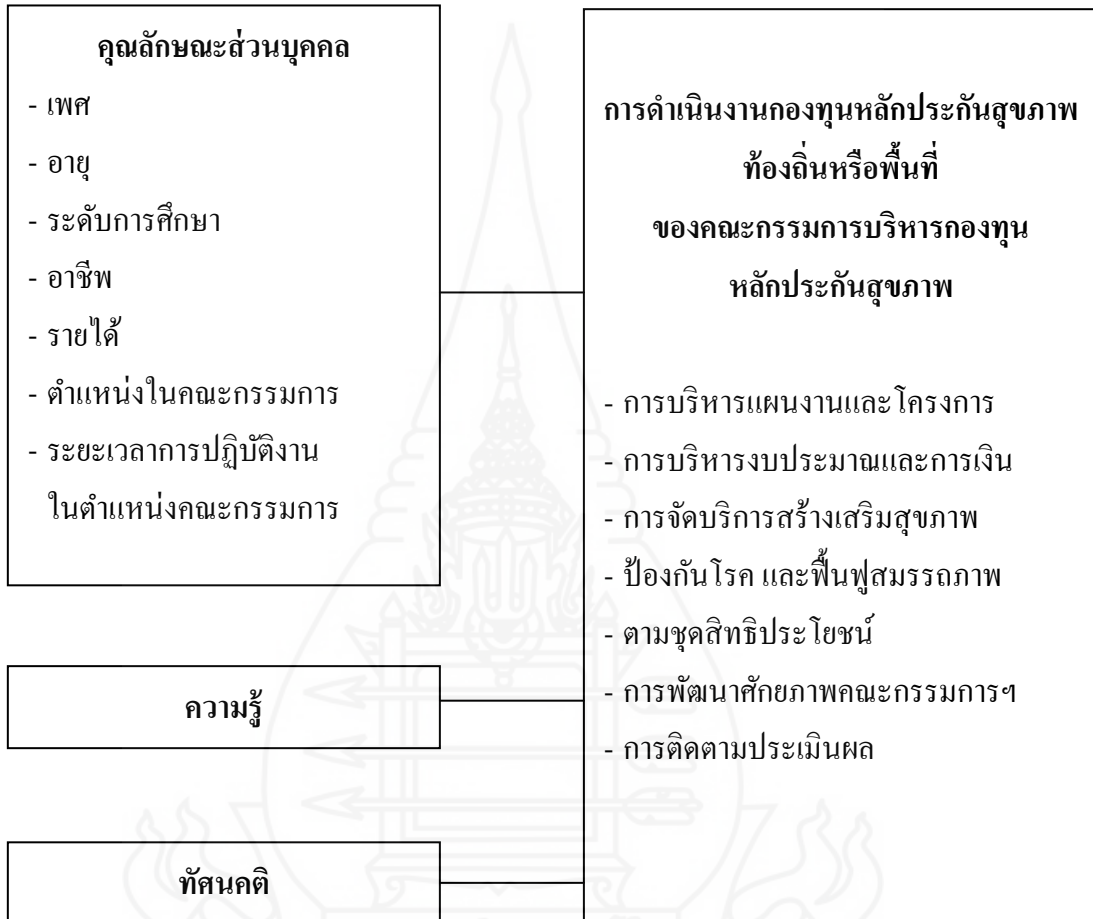 คุณลักษณะส่วนบุคคล
- เพศ
- อายุ
- ระดับการศึกษา
- อาชีพ
- รายได้
- ตำแหน่งในคณะกรรมการ
- ระยะเวลาการปฏิบัติงาน
ในตำแหน่งคณะกรรมการ
ความรู้
ทัศนคติ
การดำเนินงานกองทุนหลักประกันสุขภาพ
ท้องถิ่นหรือพื้นที่
ของคณะกรรมการบริหารกองทุน
หลักประกันสุขภาพ
- การบริหารแผนงานและโครงการ
- การบริหารงบประมาณและการเงิน
- การจัดบริการสร้างเสริมสุขภาพ
- ป้องกันโรค และฟื้นฟูสมรรถภาพ
- ตามชุดสิทธิประโยชน์
- การพัฒนาศักยภาพคณะกรรมการฯ
- การติดตามประเมินผล